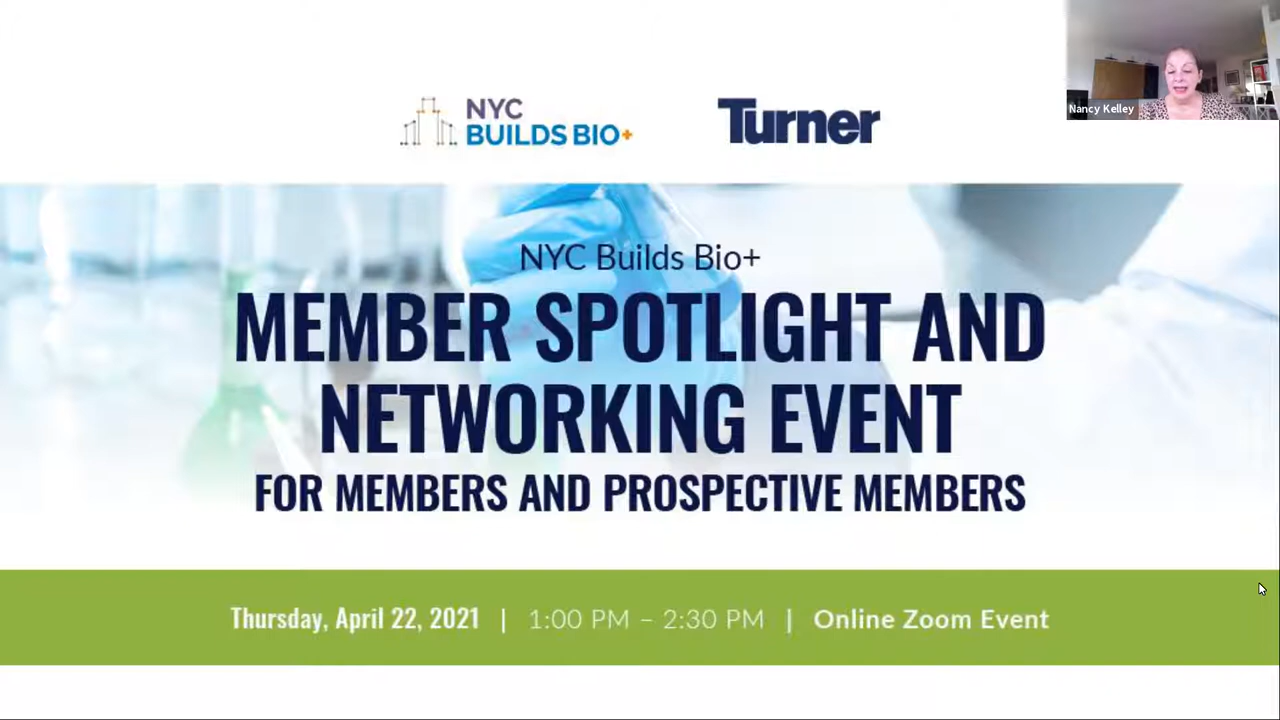 NYC
BUILDS BIO+
Turner
Nancy Kelley
NYC Builds Bio+
MEMBER SPOTLIGHT AND
NETWORKING EVENT
FOR MEMBERS AND PROSPECTIVE MEMBERS
Thursday, April 22, 2021 | 1:00 PM – 2:30 PM | Online Zoom Event